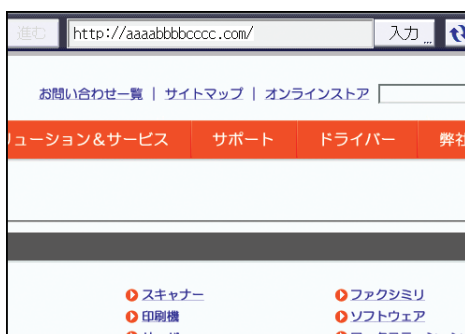 進む http://aaaabbbbcccc.com/ 入力
お問い合わせ一覧 | サイトマップ | オンラインストア
リューション&サービス サポート ドライバー 弊社
スキャナー ファクシミリ
印刷機 ソフトウェア